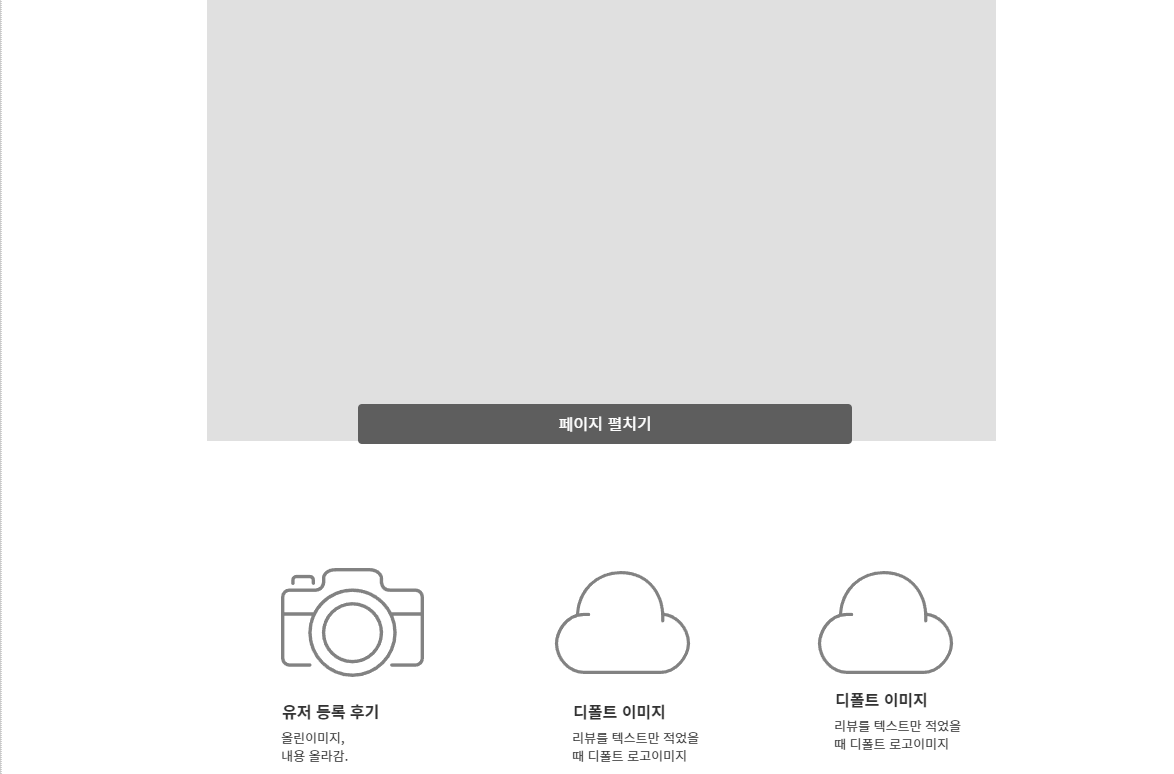 페이지 펼치기
유저 등록 후기
올린이미지,
내용 올라감.
디폴트 이미지
리뷰를 텍스트만 적었을
때 디폴트 로고이미지
디폴트 이미지
리뷰를 텍스트만 적었을
때 디폴트 로고이미지